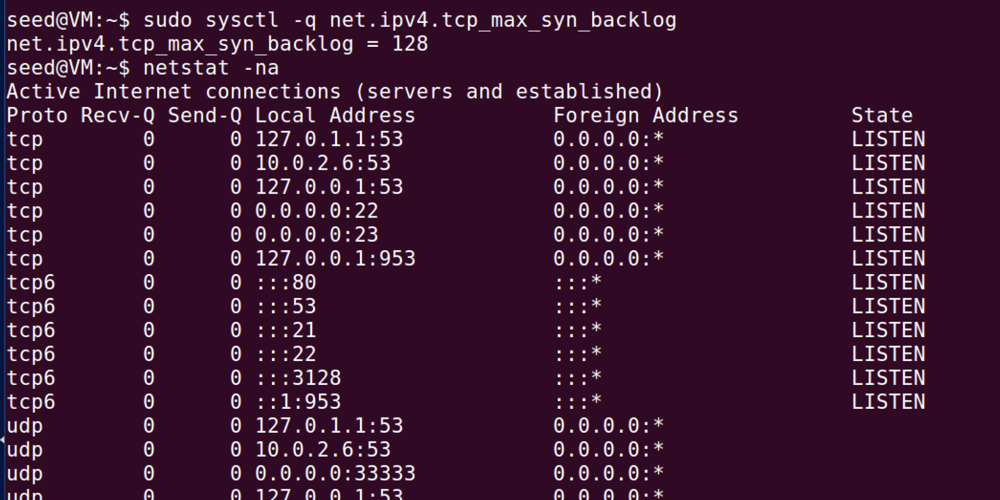 seed@VM:~$ sudo sysctl -q net.ipv4.tcp_max_syn_backlog
net.ipv4.tcp_max_syn_backlog = 128
seed@VM:~$ netstat -na
Active Internet connections (servers and established)
Proto Recv-Q Send-Q Local Address           Foreign Address         State
tcp        0      0 127.0.1.1:53            0.0.0.0:*               LISTEN
tcp        0      0 10.0.2.6:53             0.0.0.0:*               LISTEN
tcp        0      0 127.0.0.1:53            0.0.0.0:*               LISTEN
tcp        0      0 0.0.0.0:22              0.0.0.0:*               LISTEN
tcp        0      0 0.0.0.0:23              0.0.0.0:*               LISTEN
tcp        0      0 127.0.0.1:953           0.0.0.0:*               LISTEN
tcp6       0      0 :::80                   :::*                    LISTEN
tcp6       0      0 :::53                   :::*                    LISTEN
tcp6       0      0 :::21                   :::*                    LISTEN
tcp6       0      0 :::22                   :::*                    LISTEN
tcp6       0      0 :::3128                 :::*                    LISTEN
tcp6       0      0 ::1:953                 :::*                    LISTEN
udp        0      0 127.0.1.1:53            0.0.0.0:*
udp        0      0 10.0.2.6:53             0.0.0.0:*
udp        0      0 0.0.0.0:33333           0.0.0.0:*
udp        0      0 127.0.0.1:53            0.0.0.0:*